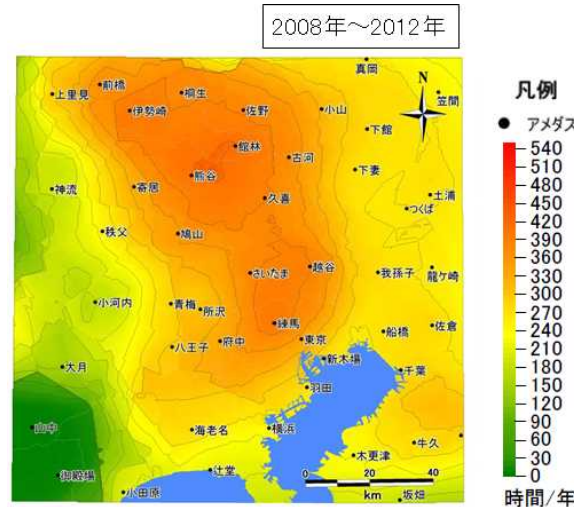 2008年～2012年
真岡
N
上里見
前橋
桐生
伊勢崎
佐野
小山
笠間
下館
館林
古河
下妻
熊谷
神流
寄居
久喜
土浦
つくば
秩父
鳩山
さいたま
越谷
我孫子
龍ケ崎
小河内
青梅
所沢
練馬
船橋
佐倉
府中
東京
八王子
大月
新木場
千葉
羽田
山中
海老名
横浜
牛久
木更津
御殿場
辻堂
小田原
坂畑
0 20 40
km
凡例
アメダス
540
510
480
450
420
390
360
330
300
270
240
210
180
150
120
90
60
30
0
時間/年